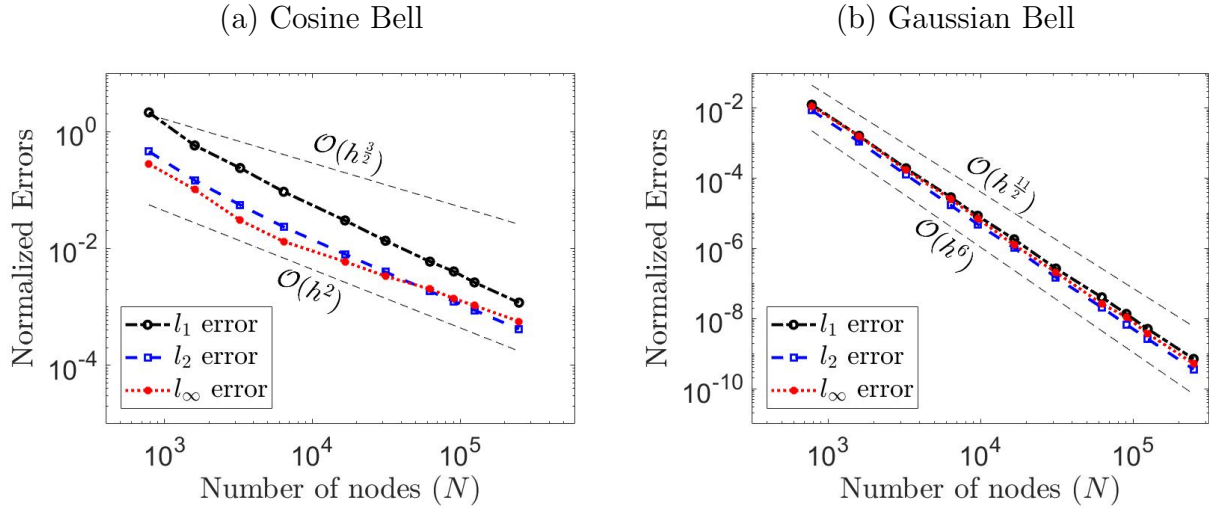 (a) Cosine Bell
Normalized Errors
10^0
10^-2
10^-4
O(h^{3/2})
O(h^2)
l_1 error
l_2 error
l_∞ error
10^3
10^4
10^5
Number of nodes (N)
(b) Gaussian Bell
Normalized Errors
10^-2
10^-4
10^-6
10^-8
10^-10
O(h^{11/2})
O(h^6)
l_1 error
l_2 error
l_∞ error
10^3
10^4
10^5
Number of nodes (N)